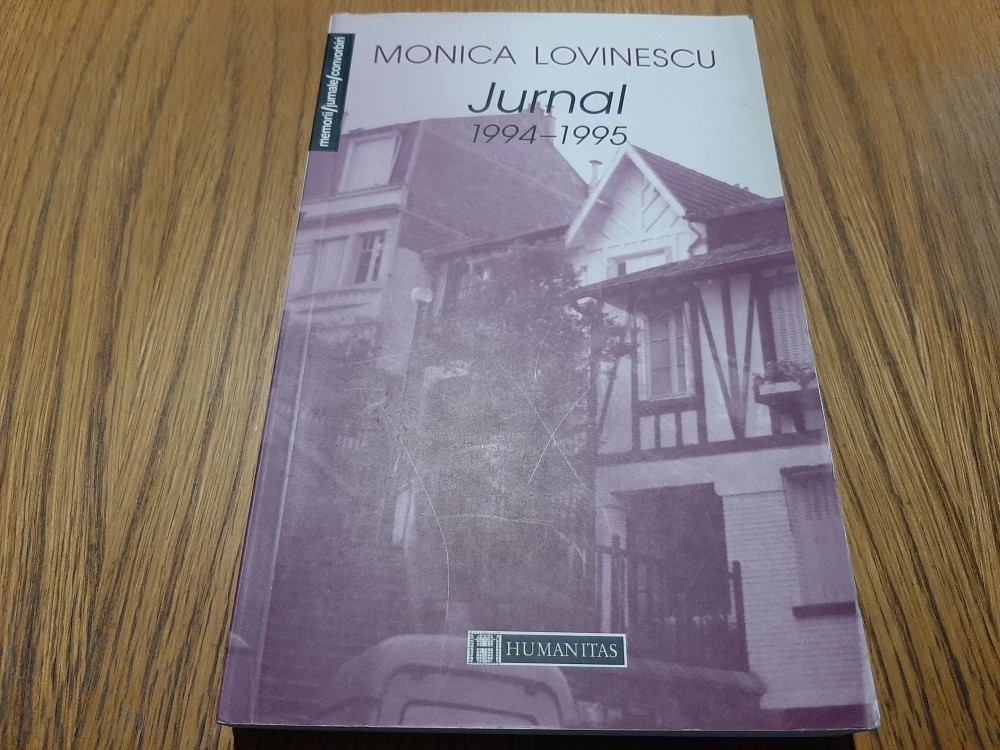 memorii/jurnale/convorbiri
MONICA LOVINESCU
Jurnal
1994–1995
HUMANITAS